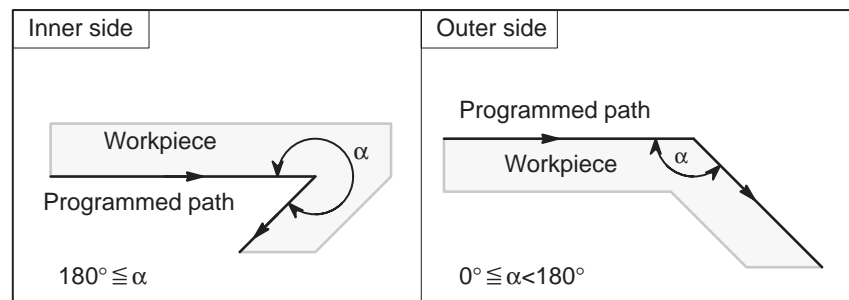 Inner side
Workpiece
α
Programmed path
180° ≦ α
Outer side
Programmed path
α
Workpiece
0° ≦ α<180°